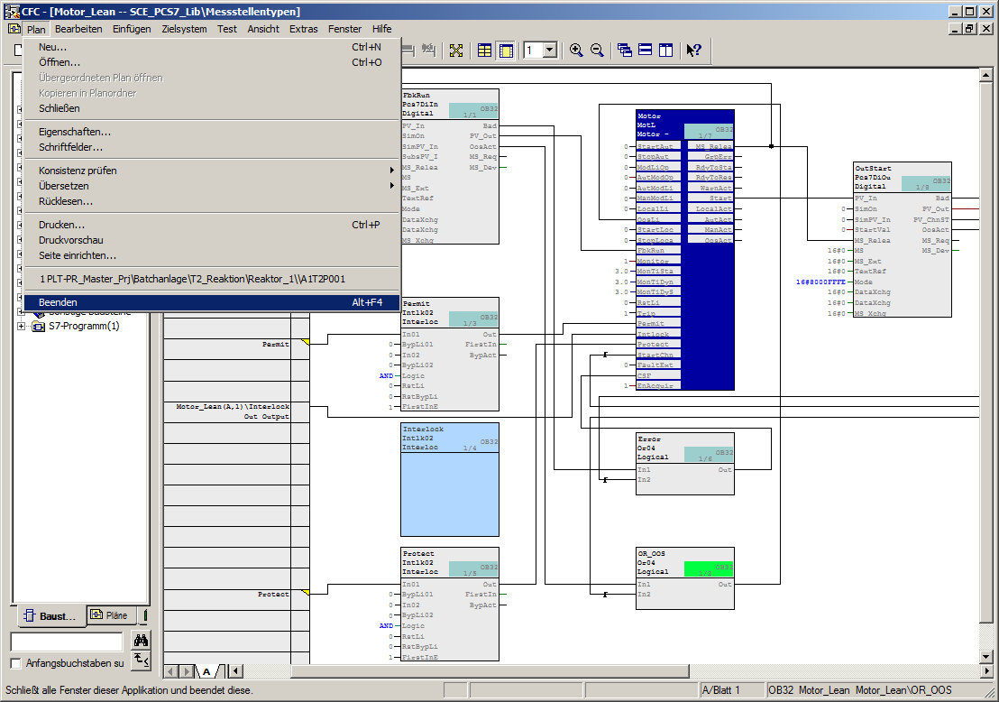 CFC - [Motor_Lean -- SCE_PCS7_Lib\Messstellentypen]
Plan Bearbeiten Einfügen Zielsystem Test Ansicht Extras Fenster Hilfe
1
Neu... Ctrl+N
Öffnen... Ctrl+O
Übergeordneten Plan öffnen
Kopieren in Planordner
Schließen
Eigenschaften...
Schriftfelder...
Konsistenz prüfen
Übersetzen
Rücklesen...
Drucken... Ctrl+P
Druckvorschau
Seite einrichten...
1 PLT-PR_Master_Prj\Batchanlage\T2_Reaktion\Reaktor_1\\A1T2P001
Beenden Alt+F4
Sonstige Bausteine
S7-Programm(1)
Baust...
Pläne
Anfangsbuchstaben su
Permit
Motor_Lean(A,1)\Interlock
Out Output
Protect
FbkRun
Pcs7DiIn
Digital
OB32
1/1
PV_In Bad
SimOn PV_Out
SimPV_In OosAct
SubsPV_I MS_Req
MS_Relea MS_Dev
MS
MS_Ext
TextRef
Mode
DataXchg
DataXchg
MS_Xchg
Permit
Intlk02
Interloc
OB32
1/3
In01 Out
0 BypLi01 FirstIn
0 In02 BypAct
0 BypLi02
AND Logic
0 RstLi
0 RstBypLi
1 FirstInE
Interlock
Intlk02
Interloc
OB32
1/4
Protect
Intlk02
Interloc
OB32
1/5
In01 Out
0 BypLi01 FirstIn
0 In02 BypAct
0 BypLi02
AND Logic
0 RstLi
0 RstBypLi
1 FirstInE
Motor
MotL
Motor -
OB32
1/7
0 StartAut MS_Relea
0 StopAut GrpErr
0 ModLiOp RdyToSta
0 AutModOp RdyToRes
0 AutModLi WarnAct
0 ManModLi Start
0 LocalLi LocalAct
OosLi AutAct
0 StartLoc ManAct
0 StopLoca OosAct
FbkRun
1 Monitor
3.0 MonTiSta
3.0 MonTiDyn
3.0 MonTiDyS
0 RstLi
1 Trip
Permit
Intlock
Protect
StartChn
0 FaultExt
CSF
1 EnAcquir
Error
Or04
Logical
OB32
1/6
In1 Out
In2
OR_OOS
Or04
Logical
OB32
1/2
In1 Out
In2
OutStart
Pcs7DiOu
Digital
OB32
1/8
PV_In Bad
0 SimOn PV_Out
0 SimPV_In PV_ChnST
0 StartVal OosAct
MS_Relea MS_Req
16#0 MS MS_Dev
16#0 MS_Ext
16#0 TextRef
16#8000FFFE Mode
16#0 DataXchg
16#0 DataXchg
16#0 MS_Xchg
A
Schließt alle Fenster dieser Applikation und beendet diese.
A/Blatt 1
OB32 Motor_Lean Motor_Lean\OR_OOS